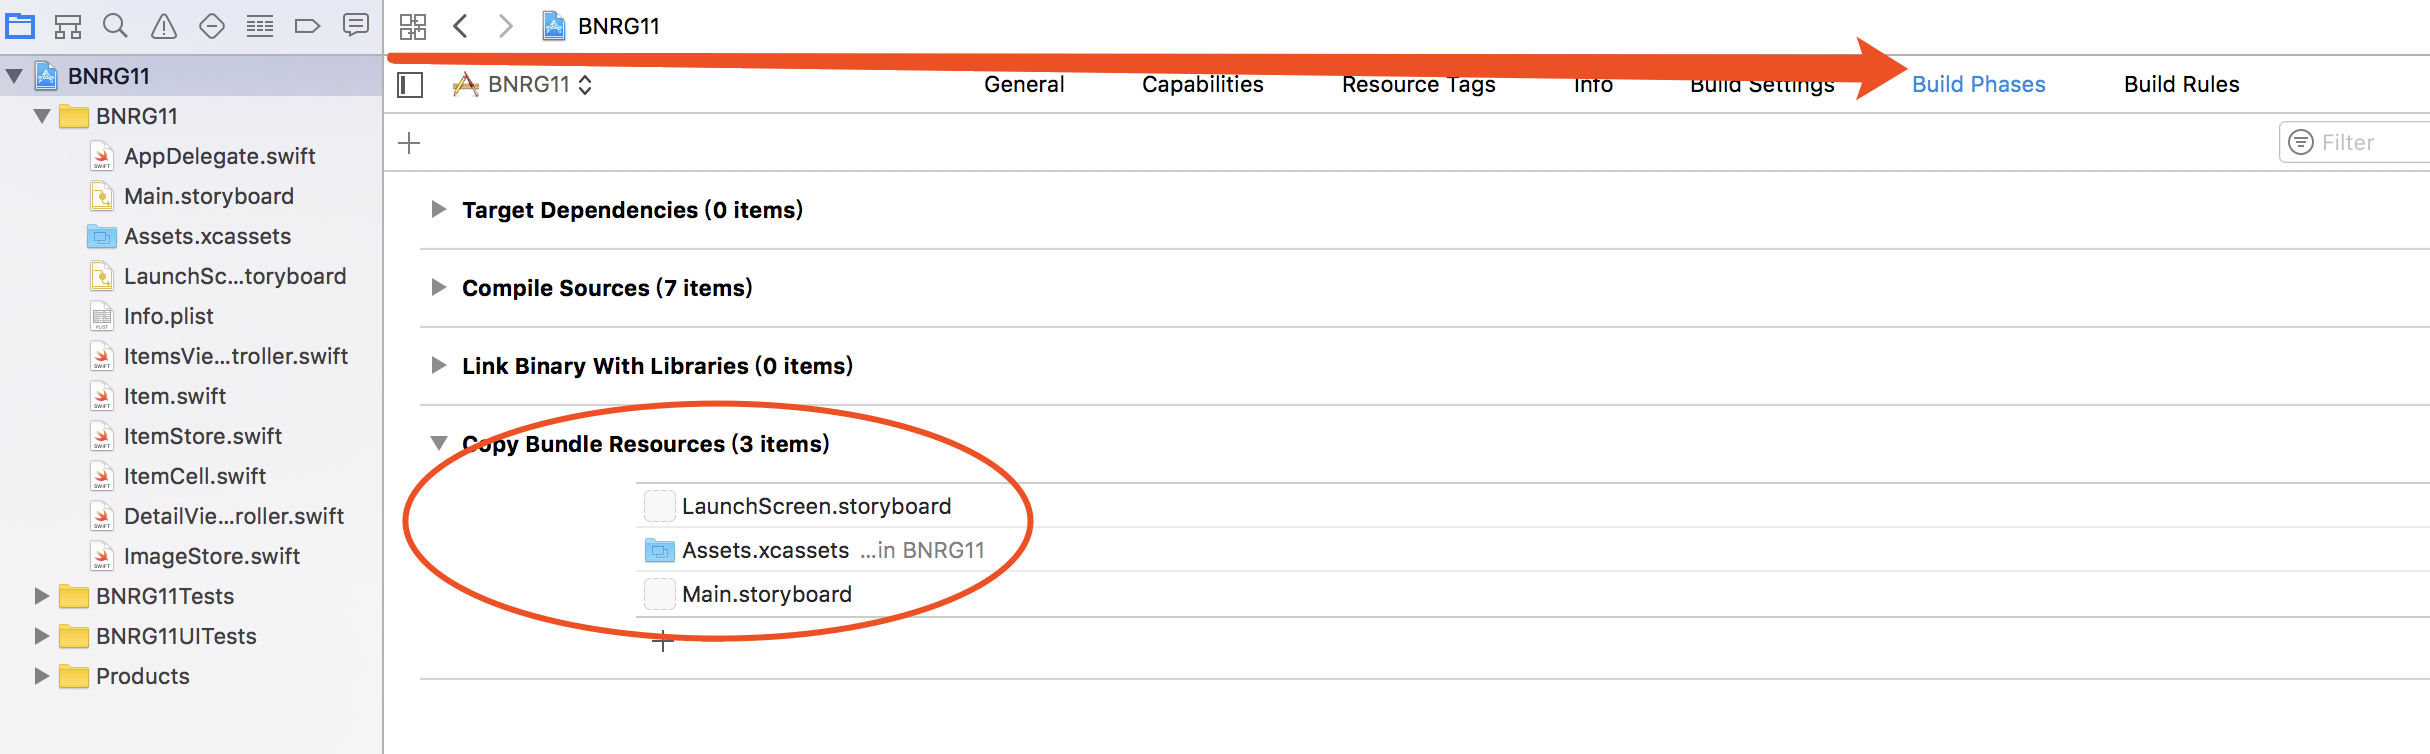 BNRG11
BNRG11
BNRG11
AppDelegate.swift
Main.storyboard
Assets.xcassets
LaunchSc...toryboard
Info.plist
ItemsVie...troller.swift
Item.swift
ItemStore.swift
ItemCell.swift
DetailVie...roller.swift
ImageStore.swift
BNRG11Tests
BNRG11UITests
Products
BNRG11 General Capabilities Resource Tags Info Build Settings Build Phases Build Rules
Filter
Target Dependencies (0 items)
Compile Sources (7 items)
Link Binary With Libraries (0 items)
Copy Bundle Resources (3 items)
LaunchScreen.storyboard
Assets.xcassets ...in BNRG11
Main.storyboard